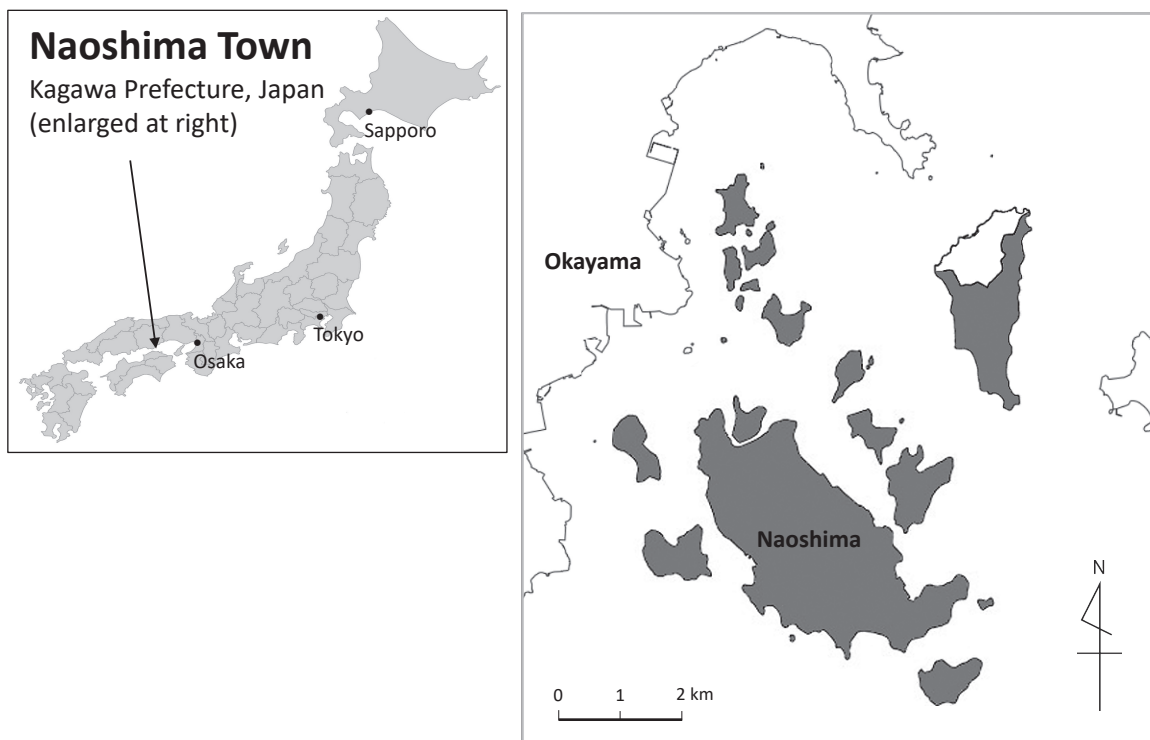 Naoshima Town
Kagawa Prefecture, Japan
(enlarged at right)
Sapporo
Tokyo
Osaka
Okayama
Naoshima
N
0 1 2 km